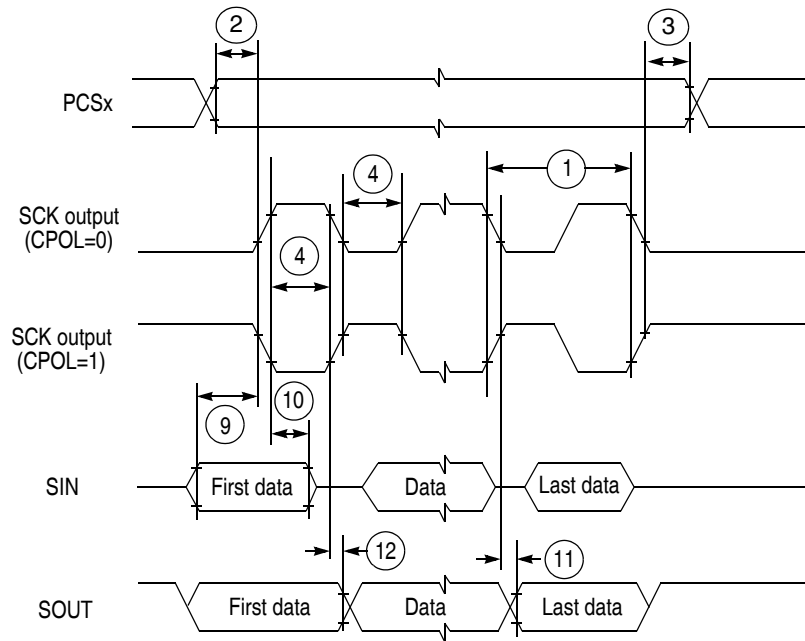 2
3
PCSx
4
1
SCK output
(CPOL=0)
4
SCK output
(CPOL=1)
9
10
SIN
First data
Data
Last data
12
11
SOUT
First data
Data
Last data